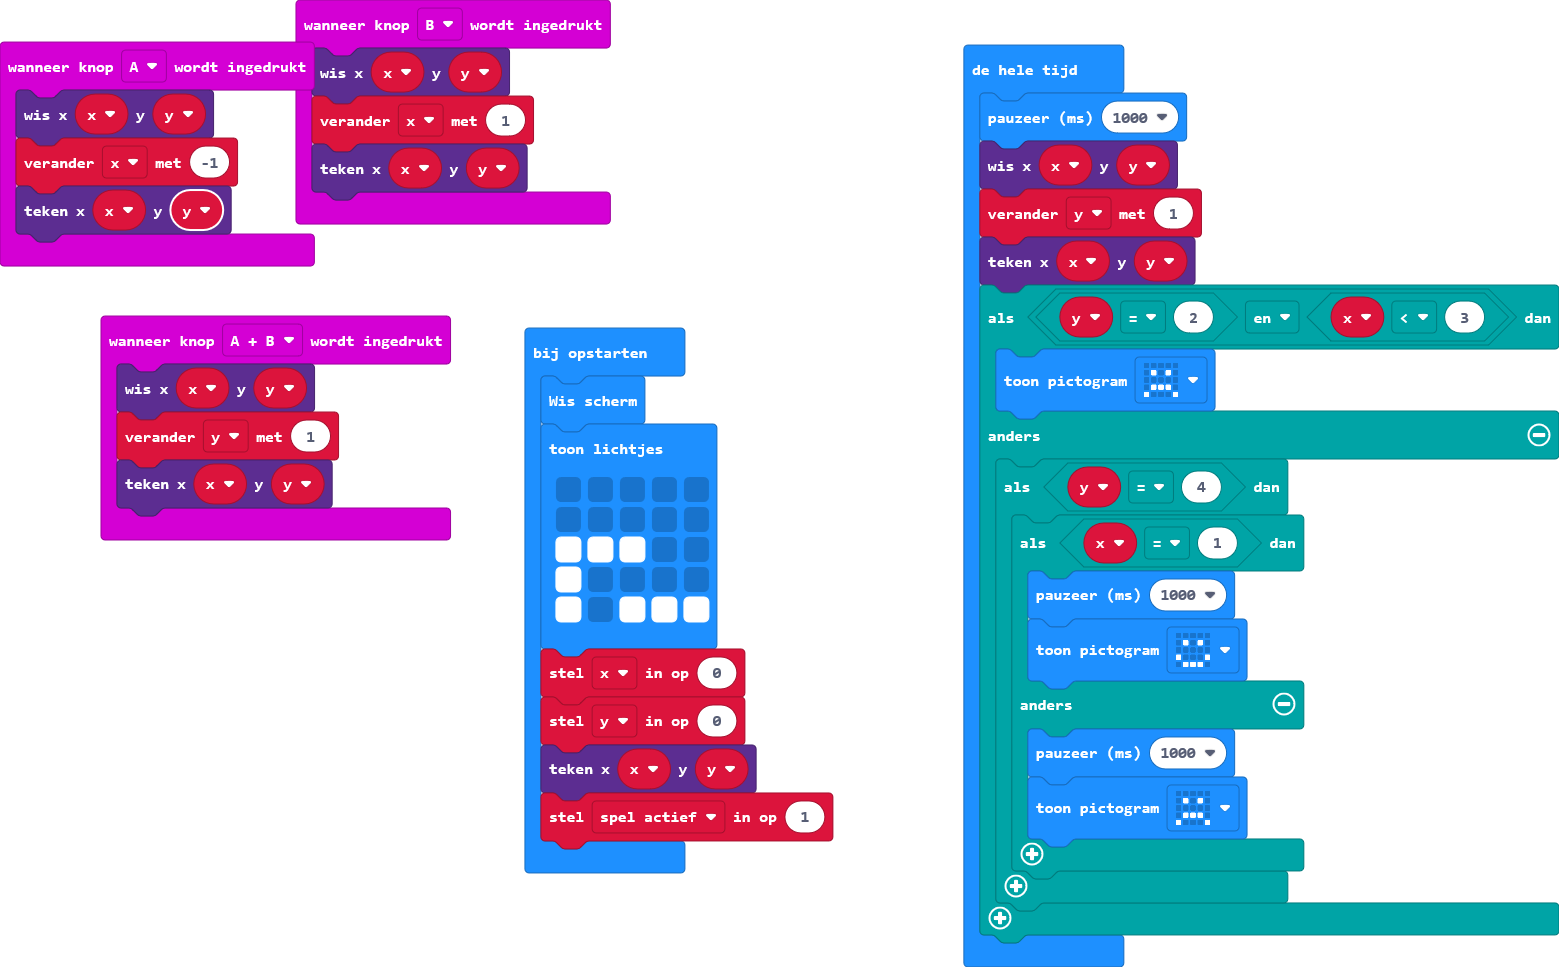 wanneer knop B wordt ingedrukt
wis x x y y
verander x met 1
teken x x y y
wanneer knop A wordt ingedrukt
wis x x y y
verander x met -1
teken x x y y
wanneer knop A + B wordt ingedrukt
wis x x y y
verander y met 1
teken x x y y
bij opstarten
Wis scherm
toon lichtjes
stel x in op 0
stel y in op 0
teken x x y y
stel spel actief in op 1
de hele tijd
pauzeer (ms) 1000
wis x x y y
verander y met 1
teken x x y y
als y = 2 en x < 3 dan
toon pictogram
anders
als y = 4 dan
als x = 1 dan
pauzeer (ms) 1000
toon pictogram
anders
pauzeer (ms) 1000
toon pictogram